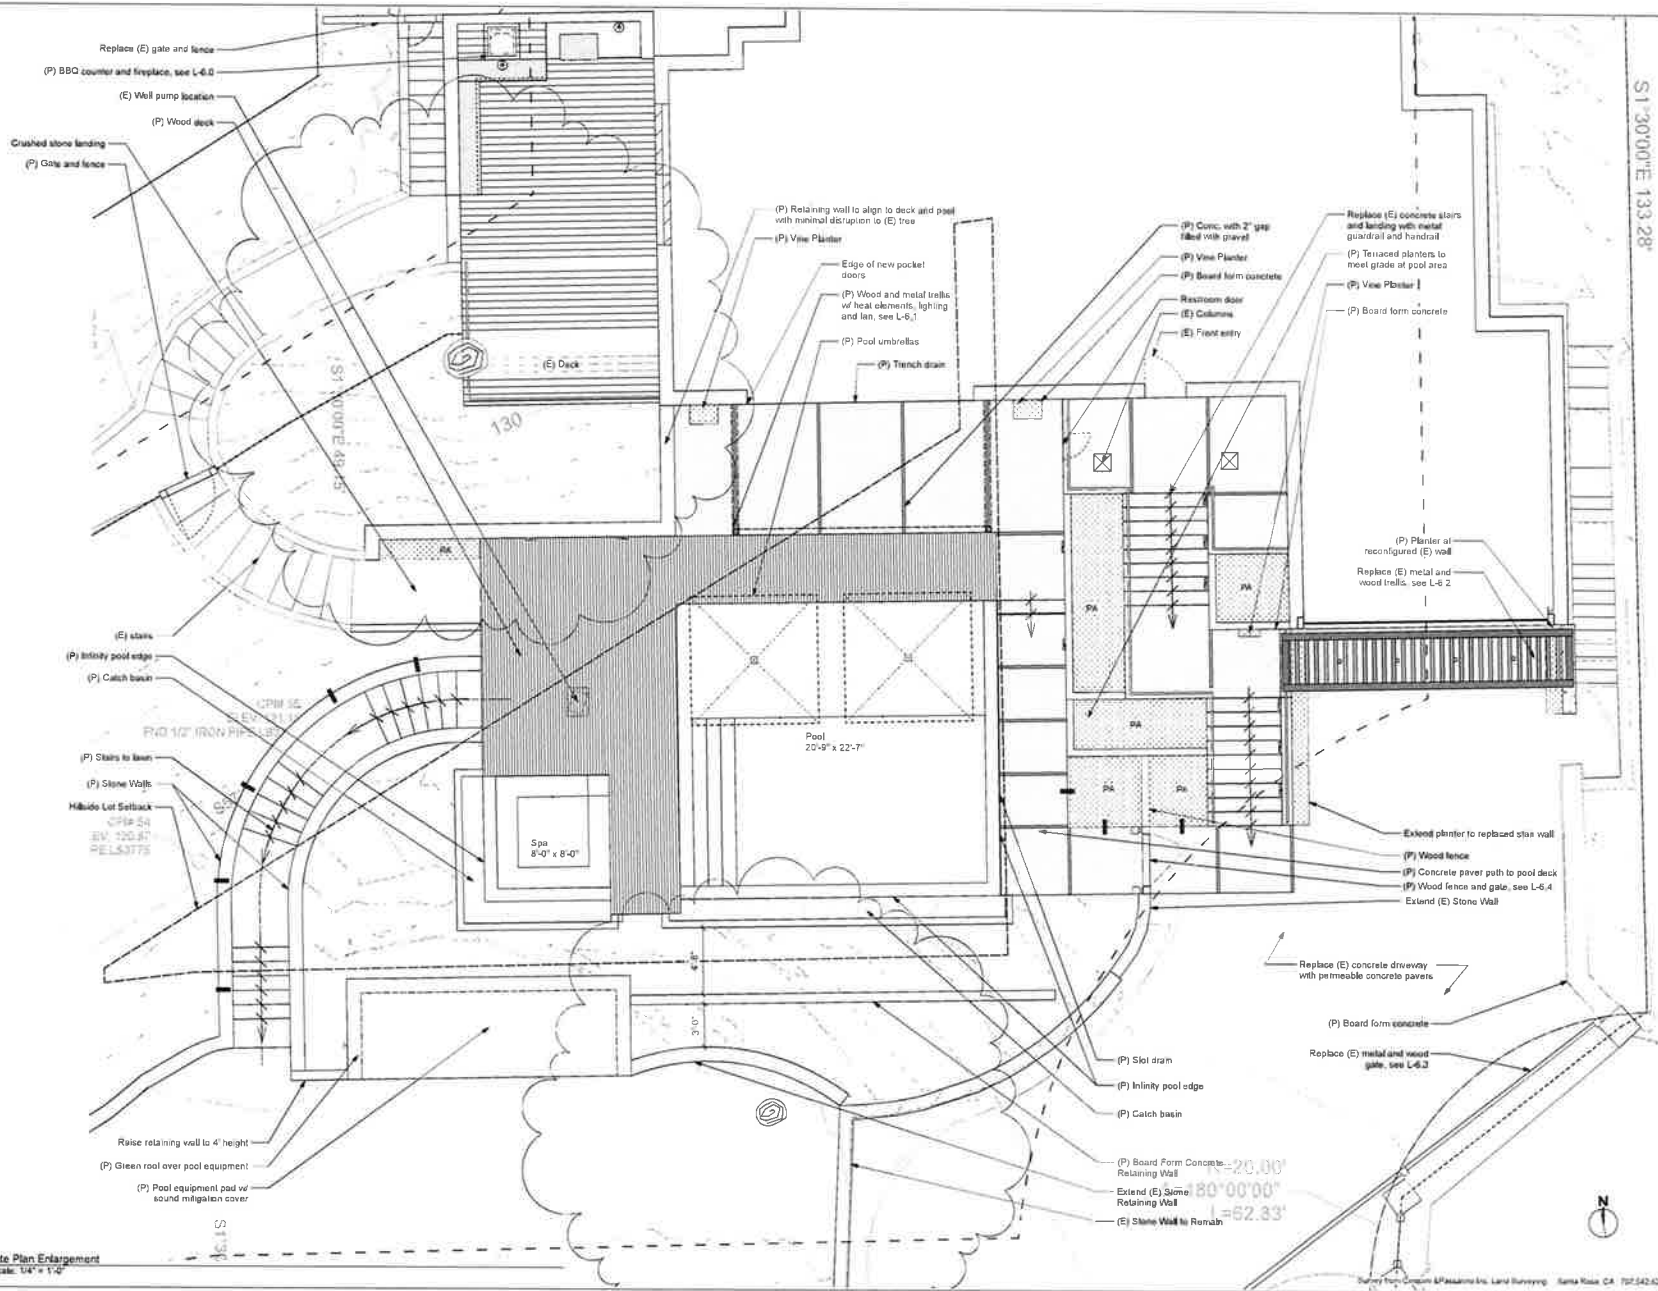 Replace (E) gate and fence
(P) BBQ counter and fireplace, see L-6.0
(E) Well pump location
(P) Wood deck
Crushed stone landing
(P) Gate and fence
(P) Retaining wall to align to deck and pool
with minimal disruption to (E) tree
(P) Vine Planter
Edge of new pocket
doors
(P) Wood and metal trellis
w/ heat elements, lighting
and fan, see L-6.1
(P) Pool umbrellas
(P) Trench drain
(P) Conc. with 2" gap
filled with gravel
(P) Vine Planter
(P) Board form concrete
Restroom door
(E) Columns
(E) Front entry
Replace (E) concrete stairs
and landing with metal
guardrail and handrail
(P) Terraced planters to
meet grade at pool area
(P) Vine Planter
(P) Board form concrete
S1°30'00"E 133.28'
(E) Deck
130
(P) Planter at
reconfigured (E) wall
Replace (E) metal and
wood trellis, see L-6.2
PA
PA
PA
PA
PA
PA
(E) stairs
(P) Infinity pool edge
(P) Catch basin
(P) Stairs to lawn
(P) Stone Walls
Hillside Lot Setback
Pool
20'-9" x 22'-7"
Spa
8'-0" x 8'-0"
Extend planter to replaced stair wall
(P) Wood fence
(P) Concrete paver path to pool deck
(P) Wood fence and gate, see L-6.4
Extend (E) Stone Wall
Replace (E) concrete driveway
with permeable concrete pavers
(P) Board form concrete
Replace (E) metal and wood
gate, see L-6.3
3'-0"
(P) Slot drain
(P) Infinity pool edge
(P) Catch basin
(P) Board Form Concrete
Retaining Wall
Extend (E) Stone
Retaining Wall
(E) Stone Wall to Remain
180°00'00"
L=62.83'
Raise retaining wall to 4' height
(P) Green roof over pool equipment
(P) Pool equipment pad w/
sound mitigation cover
N
te Plan Enlargement
cale: 1/4" = 1'-0"